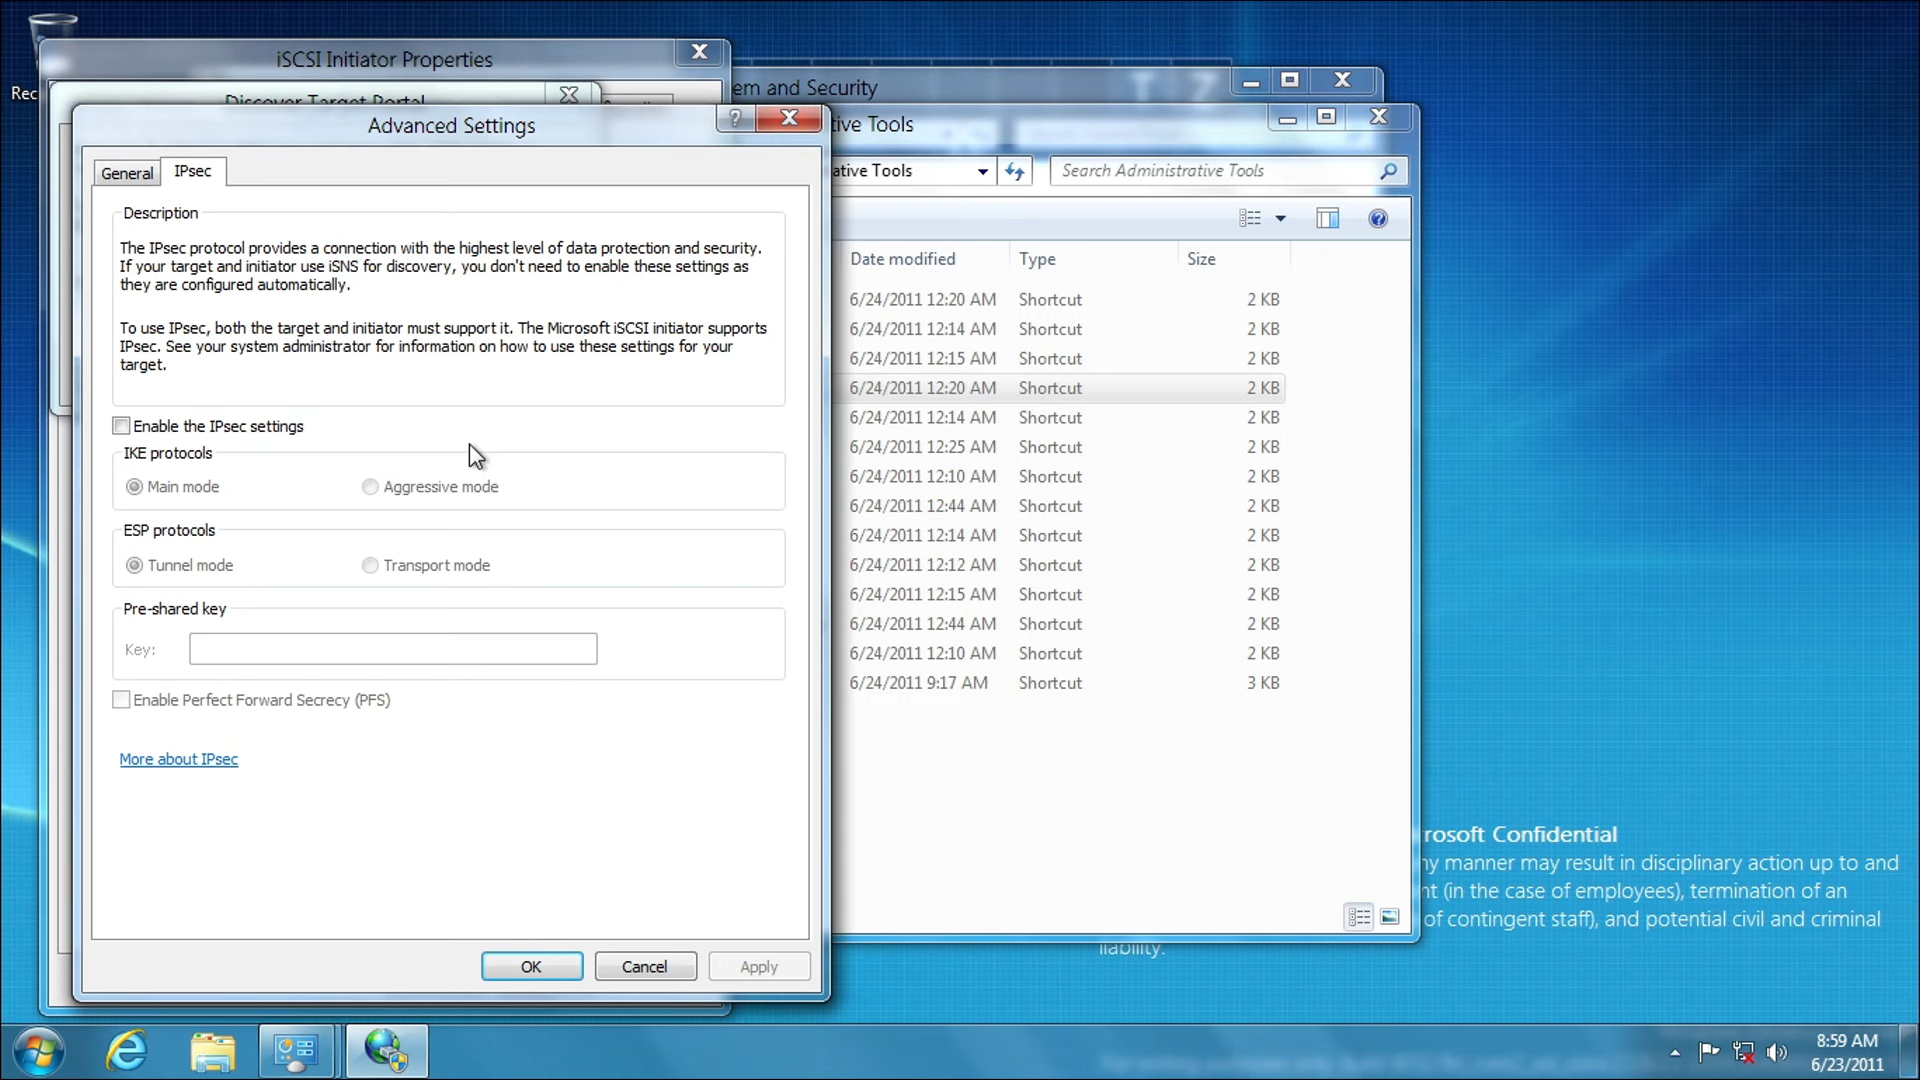 Rec
iSCSI Initiator Properties
Discover Target Portal
em and Security
Advanced Settings
tive Tools
General
IPsec
ative Tools
Search Administrative Tools
Description
The IPsec protocol provides a connection with the highest level of data protection and security.
If your target and initiator use iSNS for discovery, you don't need to enable these settings as
they are configured automatically.
To use IPsec, both the target and initiator must support it. The Microsoft iSCSI initiator supports
IPsec. See your system administrator for information on how to use these settings for your
target.
Enable the IPsec settings
IKE protocols
Main mode
Aggressive mode
ESP protocols
Tunnel mode
Transport mode
Pre-shared key
Key:
Enable Perfect Forward Secrecy (PFS)
More about IPsec
OK
Cancel
Apply
Date modified Type Size
6/24/2011 12:20 AM Shortcut 2 KB
6/24/2011 12:14 AM Shortcut 2 KB
6/24/2011 12:15 AM Shortcut 2 KB
6/24/2011 12:20 AM Shortcut 2 KB
6/24/2011 12:14 AM Shortcut 2 KB
6/24/2011 12:25 AM Shortcut 2 KB
6/24/2011 12:10 AM Shortcut 2 KB
6/24/2011 12:44 AM Shortcut 2 KB
6/24/2011 12:14 AM Shortcut 2 KB
6/24/2011 12:12 AM Shortcut 2 KB
6/24/2011 12:15 AM Shortcut 2 KB
6/24/2011 12:44 AM Shortcut 2 KB
6/24/2011 12:10 AM Shortcut 2 KB
6/24/2011 9:17 AM Shortcut 3 KB
rosoft Confidential
ny manner may result in disciplinary action up to and
nt (in the case of employees), termination of an
of contingent staff), and potential civil and criminal
liability.
8:59 AM
6/23/2011